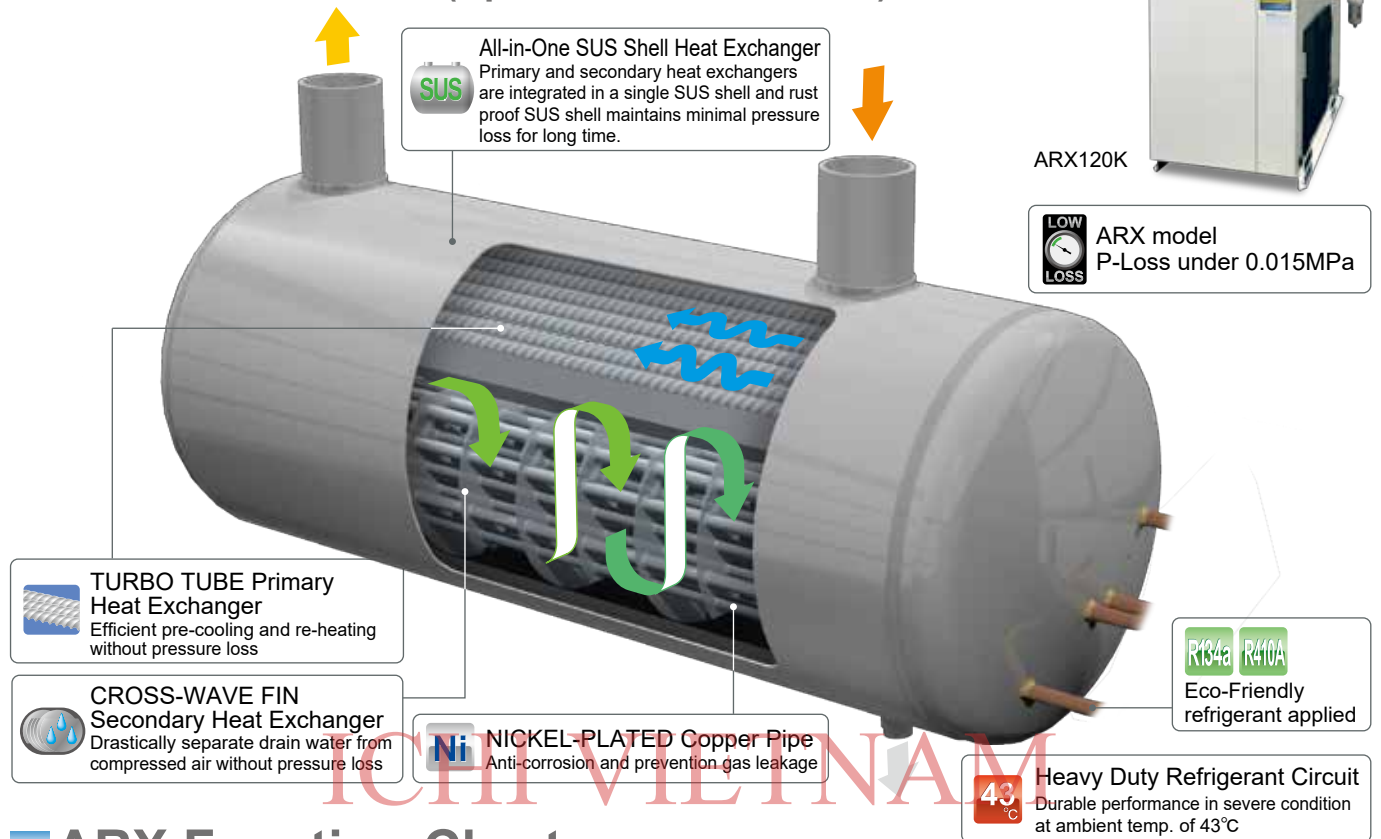 All-in-One SUS Shell Heat Exchanger
SUS
Primary and secondary heat exchangers
are integrated in a single SUS shell and rust
proof SUS shell maintains minimal pressure
loss for long time.
ARX120K
LOW
LOSS
ARX model
P-Loss under 0.015MPa
TURBO TUBE Primary
Heat Exchanger
Efficient pre-cooling and re-heating
without pressure loss
CROSS-WAVE FIN
Secondary Heat Exchanger
Drastically separate drain water from
compressed air without pressure loss
Ni
NICKEL-PLATED Copper Pipe
Anti-corrosion and prevention gas leakage
R134a R410A
Eco-Friendly
refrigerant applied
43℃
Heavy Duty Refrigerant Circuit
Durable performance in severe condition
at ambient temp. of 43℃
ICHI VIETNAM